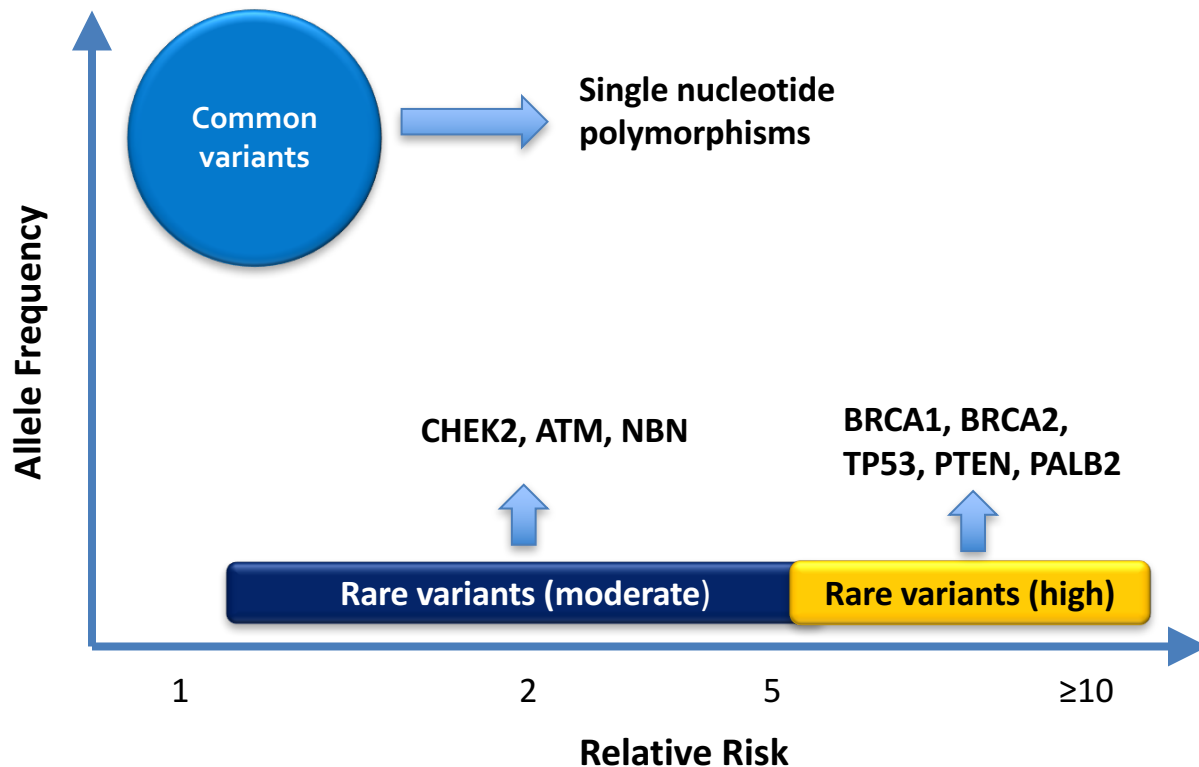 Common
variants
Single nucleotide
polymorphisms
Allele Frequency
CHEK2, ATM, NBN
BRCA1, BRCA2,
TP53, PTEN, PALB2
Rare variants (moderate)
Rare variants (high)
1
2
5
≥10
Relative Risk